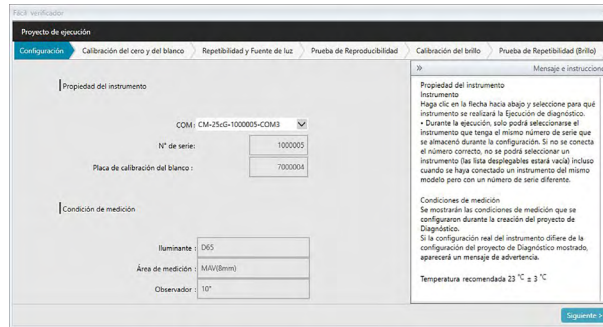 Fácil verificador
Proyecto de ejecución
Configuración
Calibración del cero y del blanco
Repetibilidad y Fuente de luz
Prueba de Reproducibilidad
Calibración del brillo
Prueba de Repetibilidad (Brillo)
Propiedad del instrumento
COM : CM-25cG-1000005-COM3
N° de serie: 1000005
Placa de calibración del blanco : 7000004
Condición de medición
Iluminante : D65
Área de medición : MAV(8mm)
Observador : 10°
» Mensaje e instruccion
Propiedad del instrumento
Instrumento
Haga clic en la flecha hacia abajo y seleccione para qué
instrumento se realizará la Ejecución de diagnóstico.
• Durante la ejecución, solo podrá seleccionarse el
instrumento que tenga el mismo número de serie que
se almacenó durante la configuración. Si no se conecta
el número correcto, no se podrá seleccionar un
instrumento (las lista desplegables estará vacía) incluso
cuando se haya conectado un instrumento del mismo
modelo pero con un número de serie diferente.
Condiciones de medición
Se mostrarán las condiciones de medición que se
configuraron durante la creación del proyecto de
Diagnóstico.
Si la configuración real del instrumento difiere de la
configuración del proyecto de Diagnóstico mostrado,
aparecerá un mensaje de advertencia.
Temperatura recomendada 23 °C ± 3 °C
Siguiente >